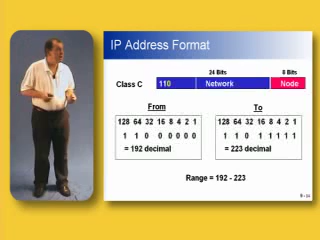 IP Address Format
24 Bits 8 Bits
Class C 110 Network Node
From To
128 64 32 16 8 4 2 1 128 64 32 16 8 4 2 1
1 1 0 0 0 0 0 0 1 1 0 1 1 1 1 1
= 192 decimal = 223 decimal
Range = 192 - 223